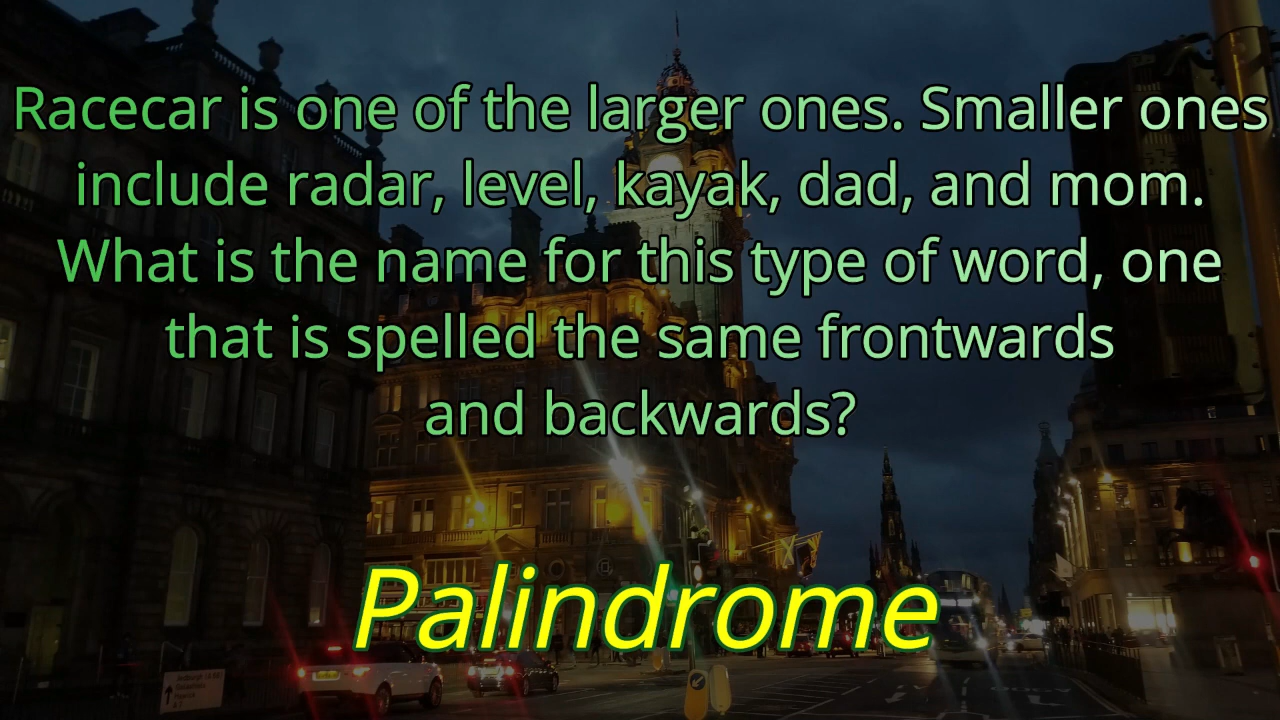 Racecar is one of the larger ones. Smaller ones
include radar, level, kayak, dad, and mom.
What is the name for this type of word, one
that is spelled the same frontwards
and backwards?
Palindrome